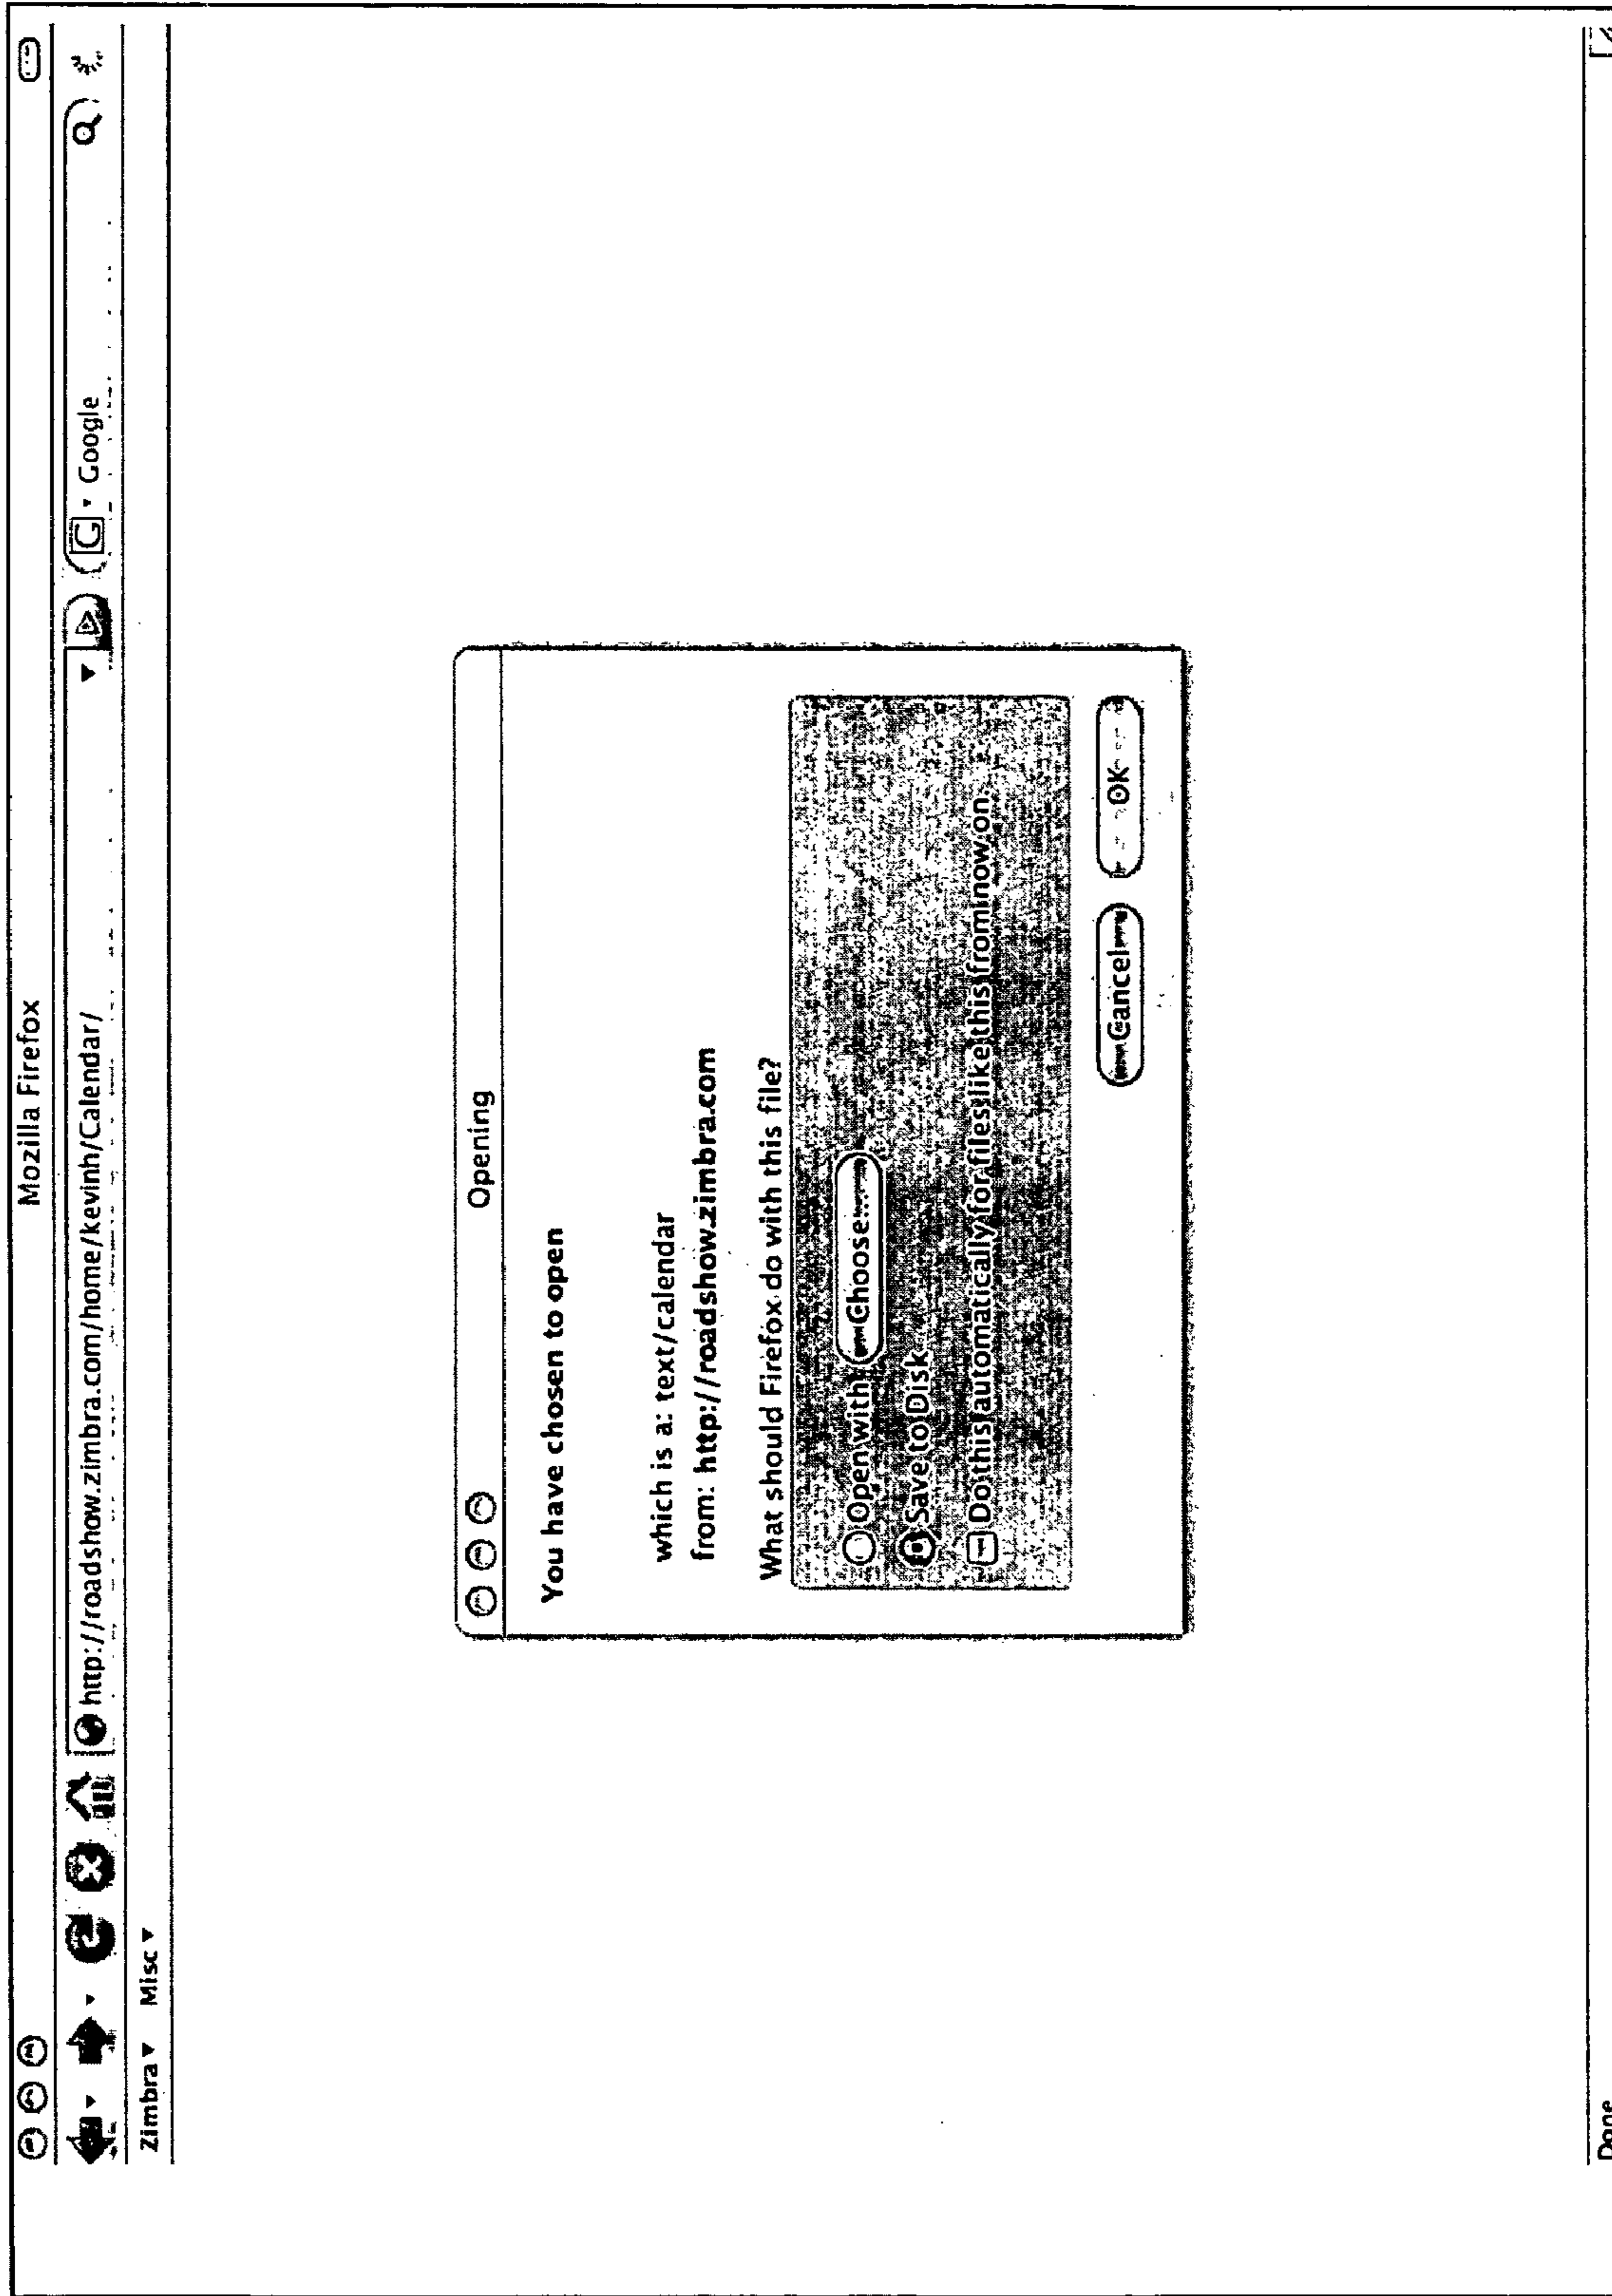 Mozilla Firefox
http://roadshow.zimbra.com/home/kevinh/Calendar/
G Google
Zimbra Misc
Opening
You have chosen to open
which is a: text/calendar
from: http://roadshow.zimbra.com
What should Firefox do with this file?
Open with Choose...
Save to Disk
Do this automatically for files like this from now on.
Cancel OK
Done